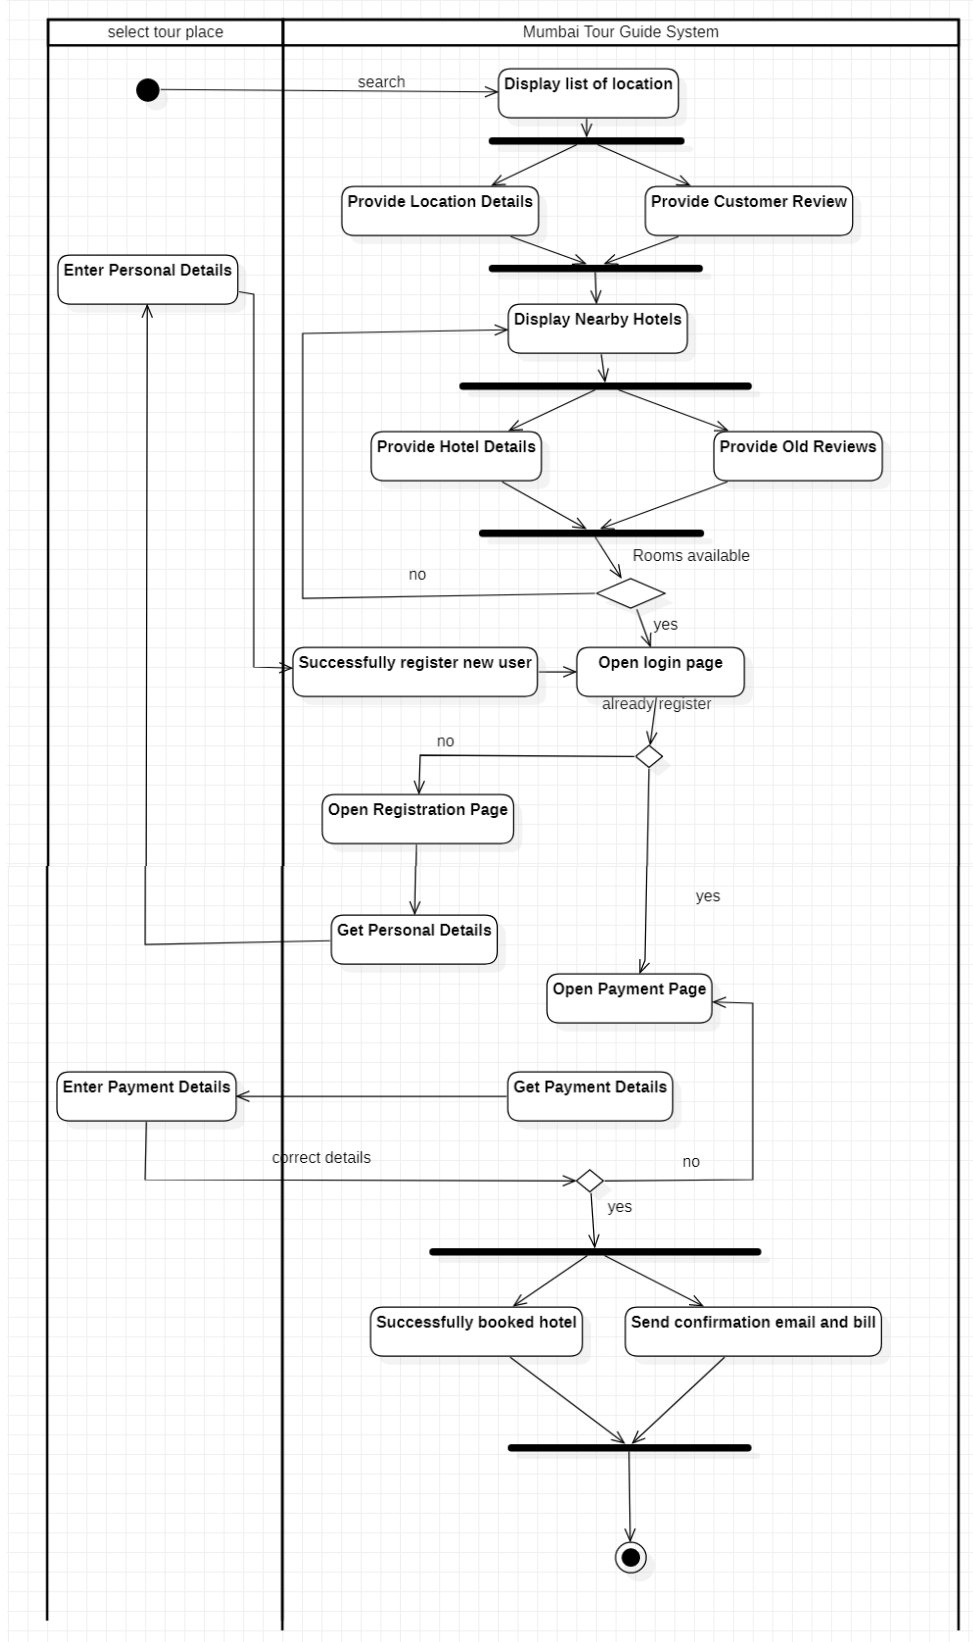 select tour place
Mumbai Tour Guide System
search
Display list of location
Provide Location Details
Provide Customer Review
Enter Personal Details
Display Nearby Hotels
Provide Hotel Details
Provide Old Reviews
Rooms available
no
yes
Successfully register new user
Open login page
already register
no
Open Registration Page
yes
Get Personal Details
Open Payment Page
Enter Payment Details
Get Payment Details
correct details
no
yes
Successfully booked hotel
Send confirmation email and bill